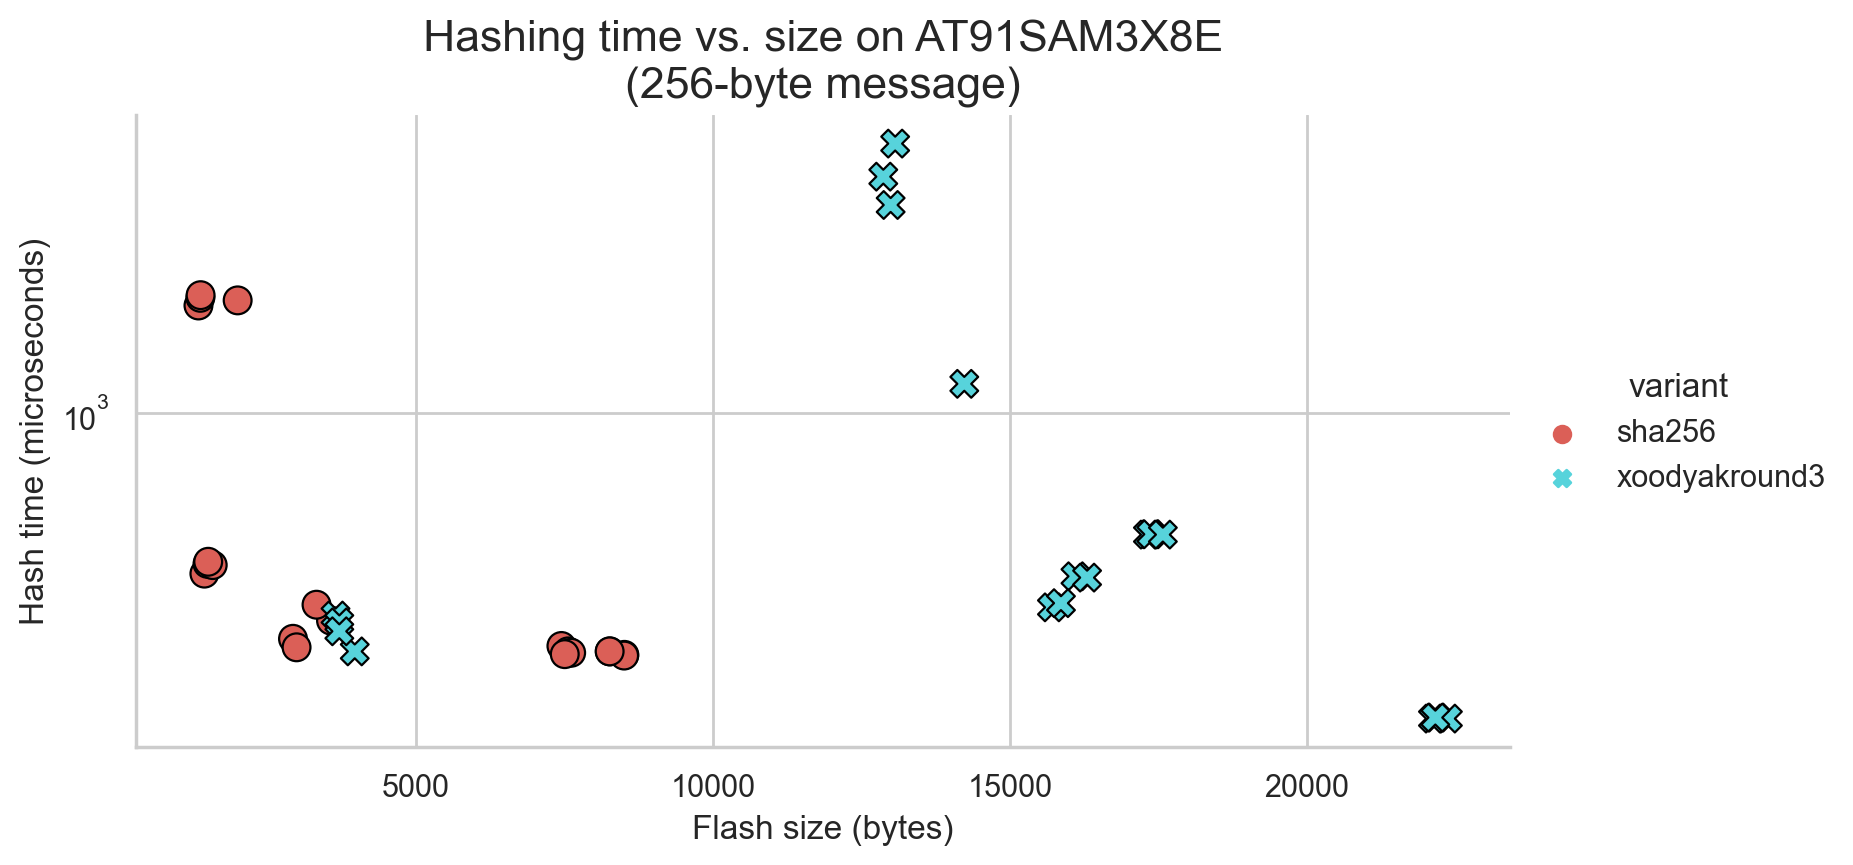 Hashing time vs. size on AT91SAM3X8E
(256-byte message)
Hash time (microseconds)
10³
5000 10000 15000 20000
Flash size (bytes)
variant
sha256
xoodyakround3